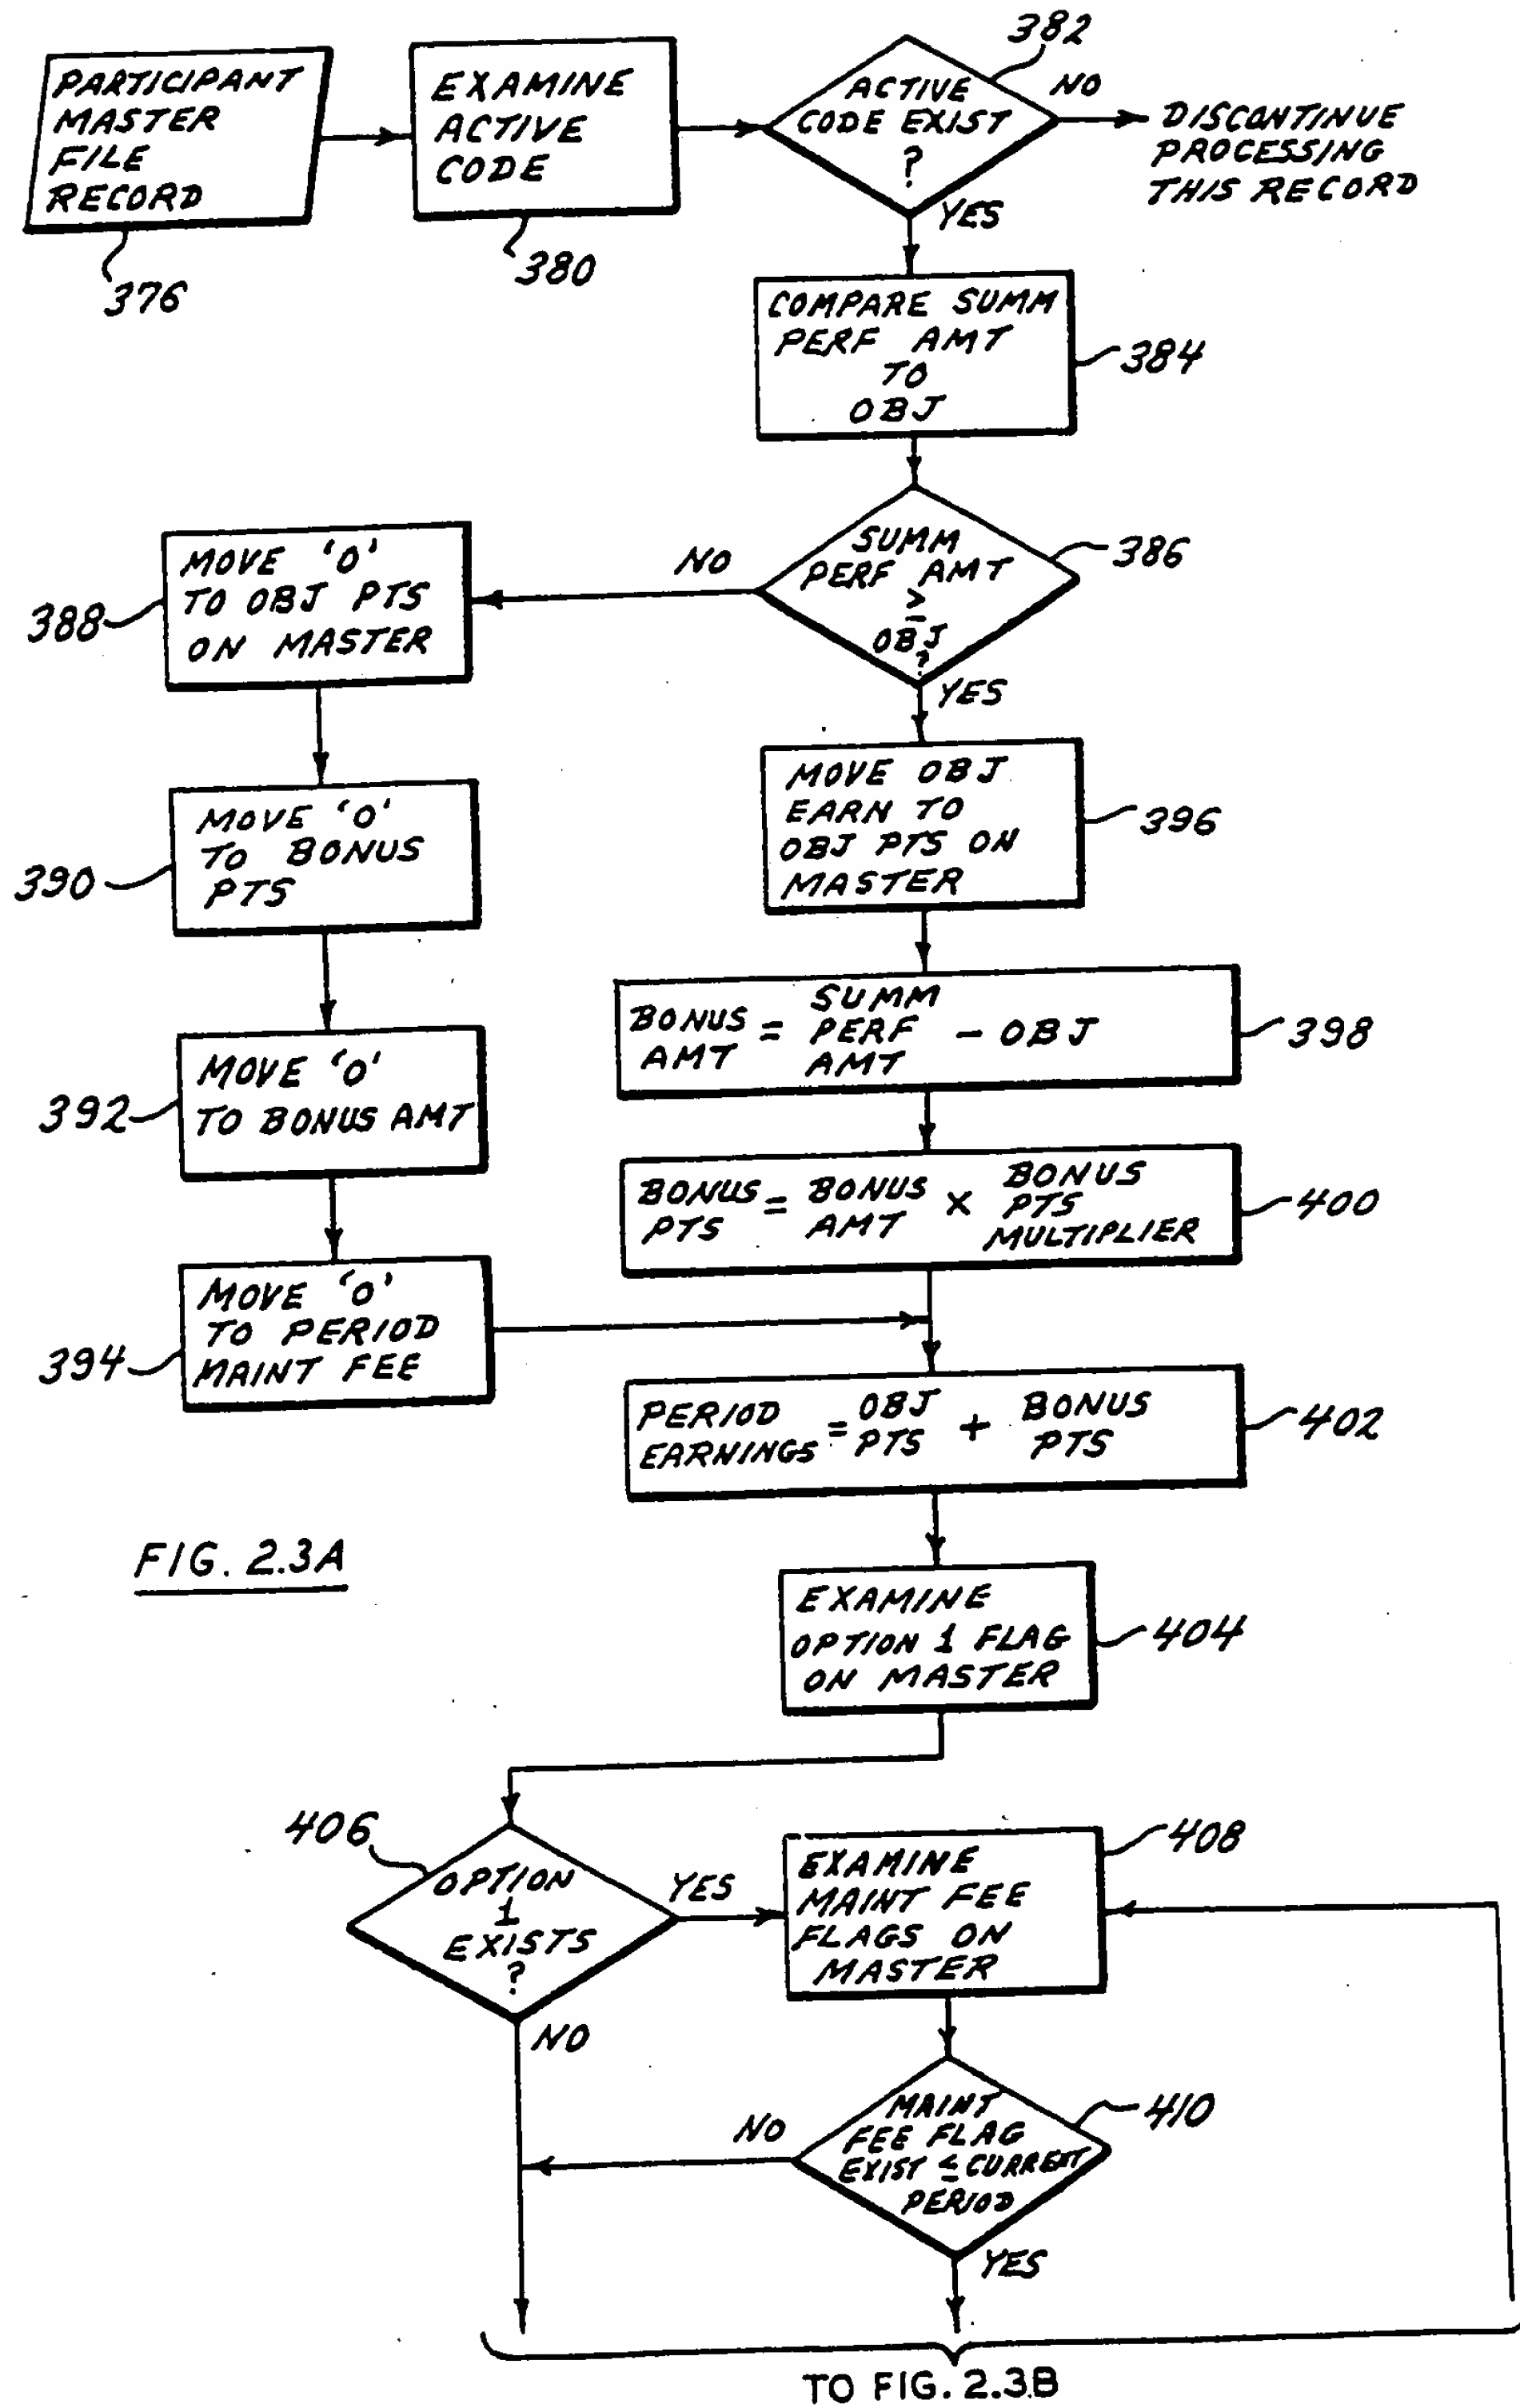 PARTICIPANT
MASTER
FILE
RECORD
376
EXAMINE
ACTIVE
CODE
380
ACTIVE
CODE EXIST
?
382
NO
DISCONTINUE
PROCESSING
THIS RECORD
YES
COMPARE SUMM
PERF AMT
TO
OBJ
384
SUMM
PERF AMT
≥
OBJ
?
386
NO
YES
MOVE 'O'
TO OBJ PTS
ON MASTER
388
MOVE 'O'
TO BONUS
PTS
390
MOVE 'O'
TO BONUS AMT
392
MOVE 'O'
TO PERIOD
MAINT FEE
394
MOVE OBJ
EARN TO
OBJ PTS ON
MASTER
396
BONUS AMT = SUMM PERF AMT - OBJ
398
BONUS PTS = BONUS AMT X BONUS PTS MULTIPLIER
400
PERIOD EARNINGS = OBJ PTS + BONUS PTS
402
FIG. 2.3A
EXAMINE
OPTION 1 FLAG
ON MASTER
404
406
OPTION
1
EXISTS
?
YES
NO
EXAMINE
MAINT FEE
FLAGS ON
MASTER
408
MAINT
FEE FLAG
EXIST ≤ CURRENT
PERIOD
410
NO
YES
TO FIG. 2.3B